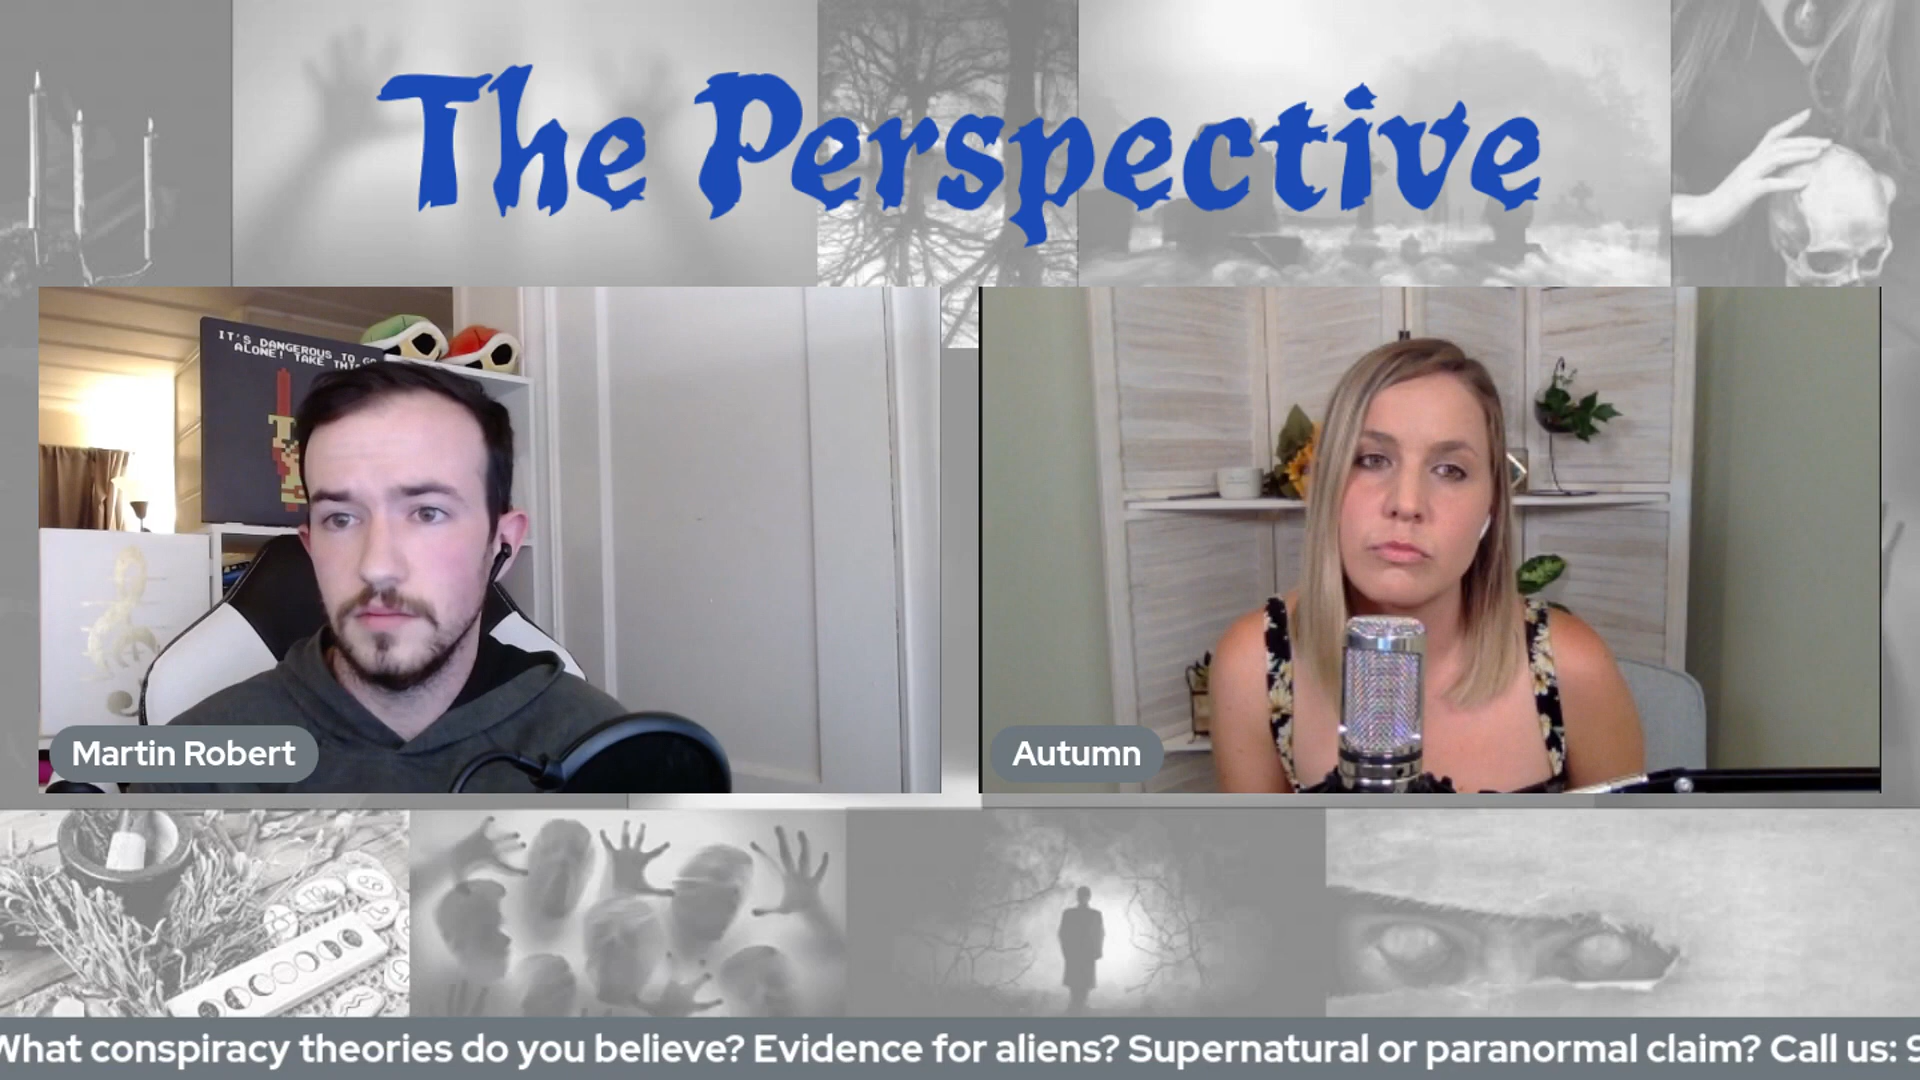 The Perspective
IT'S DANGEROUS TO GO
ALONE! TAKE THIS
Martin Robert
Autumn
What conspiracy theories do you believe? Evidence for aliens? Supernatural or paranormal claim? Call us: 9